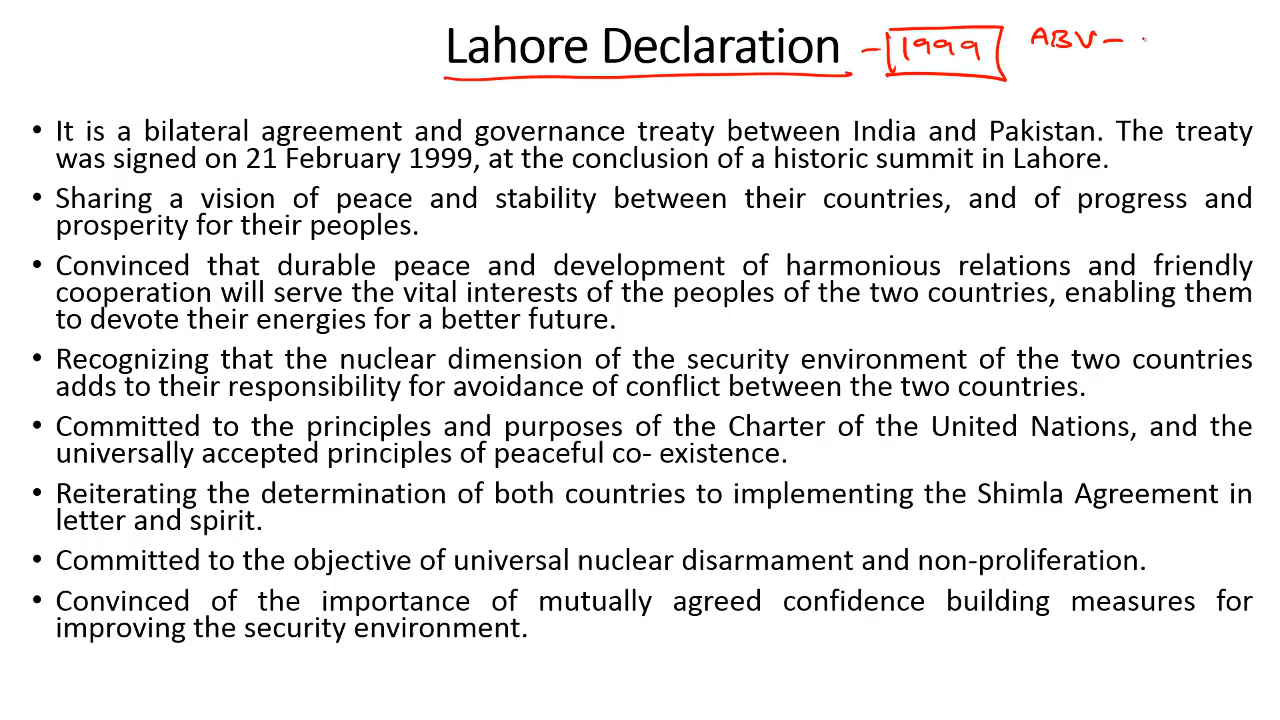 Lahore Declaration - 1999 ABV -
• It is a bilateral agreement and governance treaty between India and Pakistan. The treaty
was signed on 21 February 1999, at the conclusion of a historic summit in Lahore.
• Sharing a vision of peace and stability between their countries, and of progress and
prosperity for their peoples.
• Convinced that durable peace and development of harmonious relations and friendly
cooperation will serve the vital interests of the peoples of the two countries, enabling them
to devote their energies for a better future.
• Recognizing that the nuclear dimension of the security environment of the two countries
adds to their responsibility for avoidance of conflict between the two countries.
• Committed to the principles and purposes of the Charter of the United Nations, and the
universally accepted principles of peaceful co- existence.
• Reiterating the determination of both countries to implementing the Shimla Agreement in
letter and spirit.
• Committed to the objective of universal nuclear disarmament and non-proliferation.
• Convinced of the importance of mutually agreed confidence building measures for
improving the security environment.